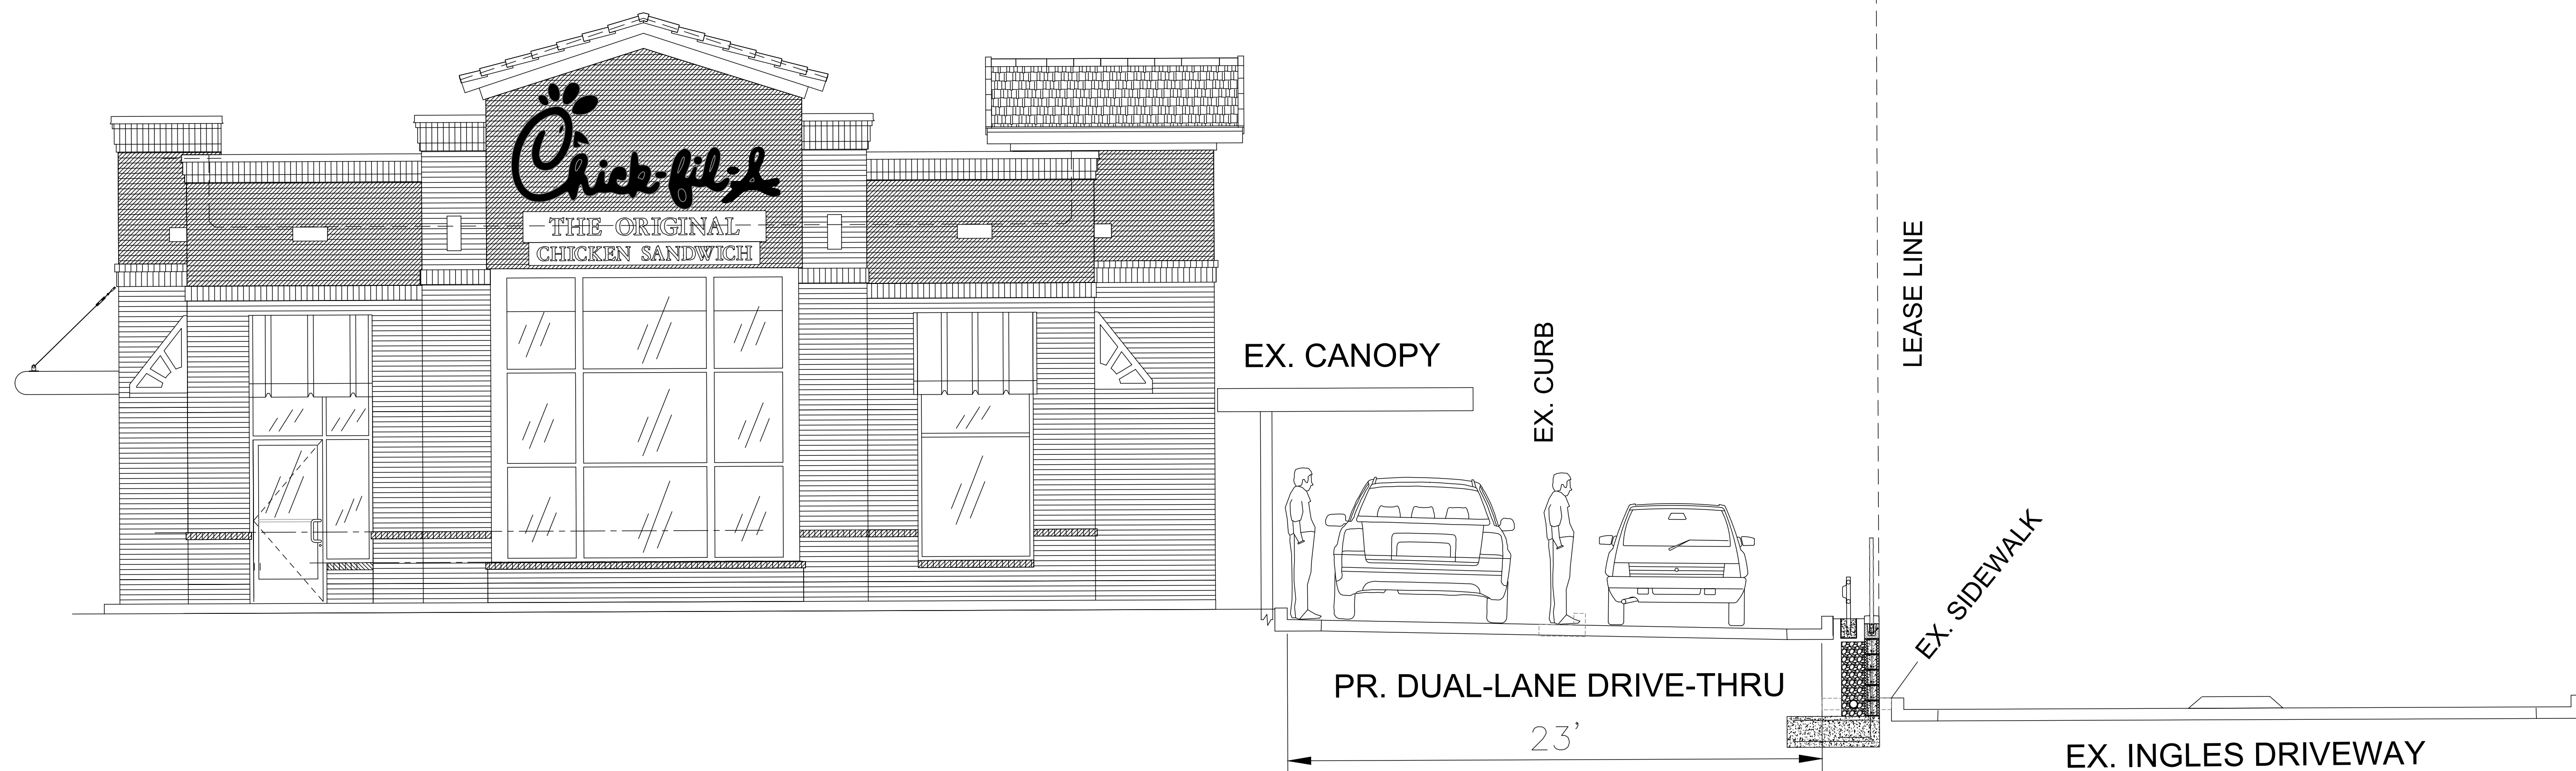 Chick-fil-A
THE ORIGINAL
CHICKEN SANDWICH
EX. CANOPY
EX. CURB
LEASE LINE
EX. SIDEWALK
PR. DUAL-LANE DRIVE-THRU
23'
EX. INGLES DRIVEWAY